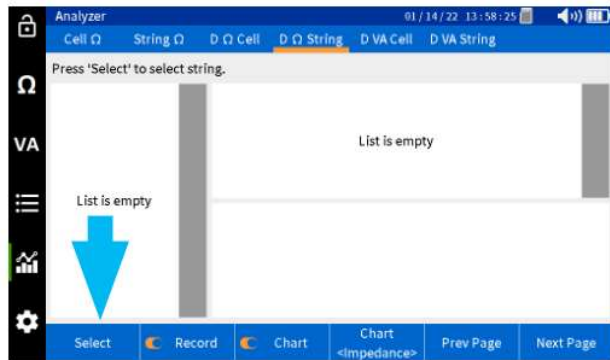 Analyzer 01/14/22 13:58:25
Cell Ω String Ω D Ω Cell D Ω String D VA Cell D VA String
Press 'Select' to select string.
Ω
VA
List is empty
List is empty
Select Record Chart Chart <Impedance> Prev Page Next Page